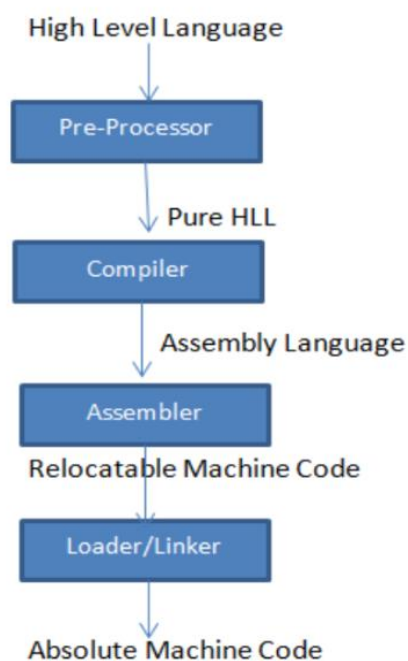 High Level Language
Pre-Processor
Pure HLL
Compiler
Assembly Language
Assembler
Relocatable Machine Code
Loader/Linker
Absolute Machine Code